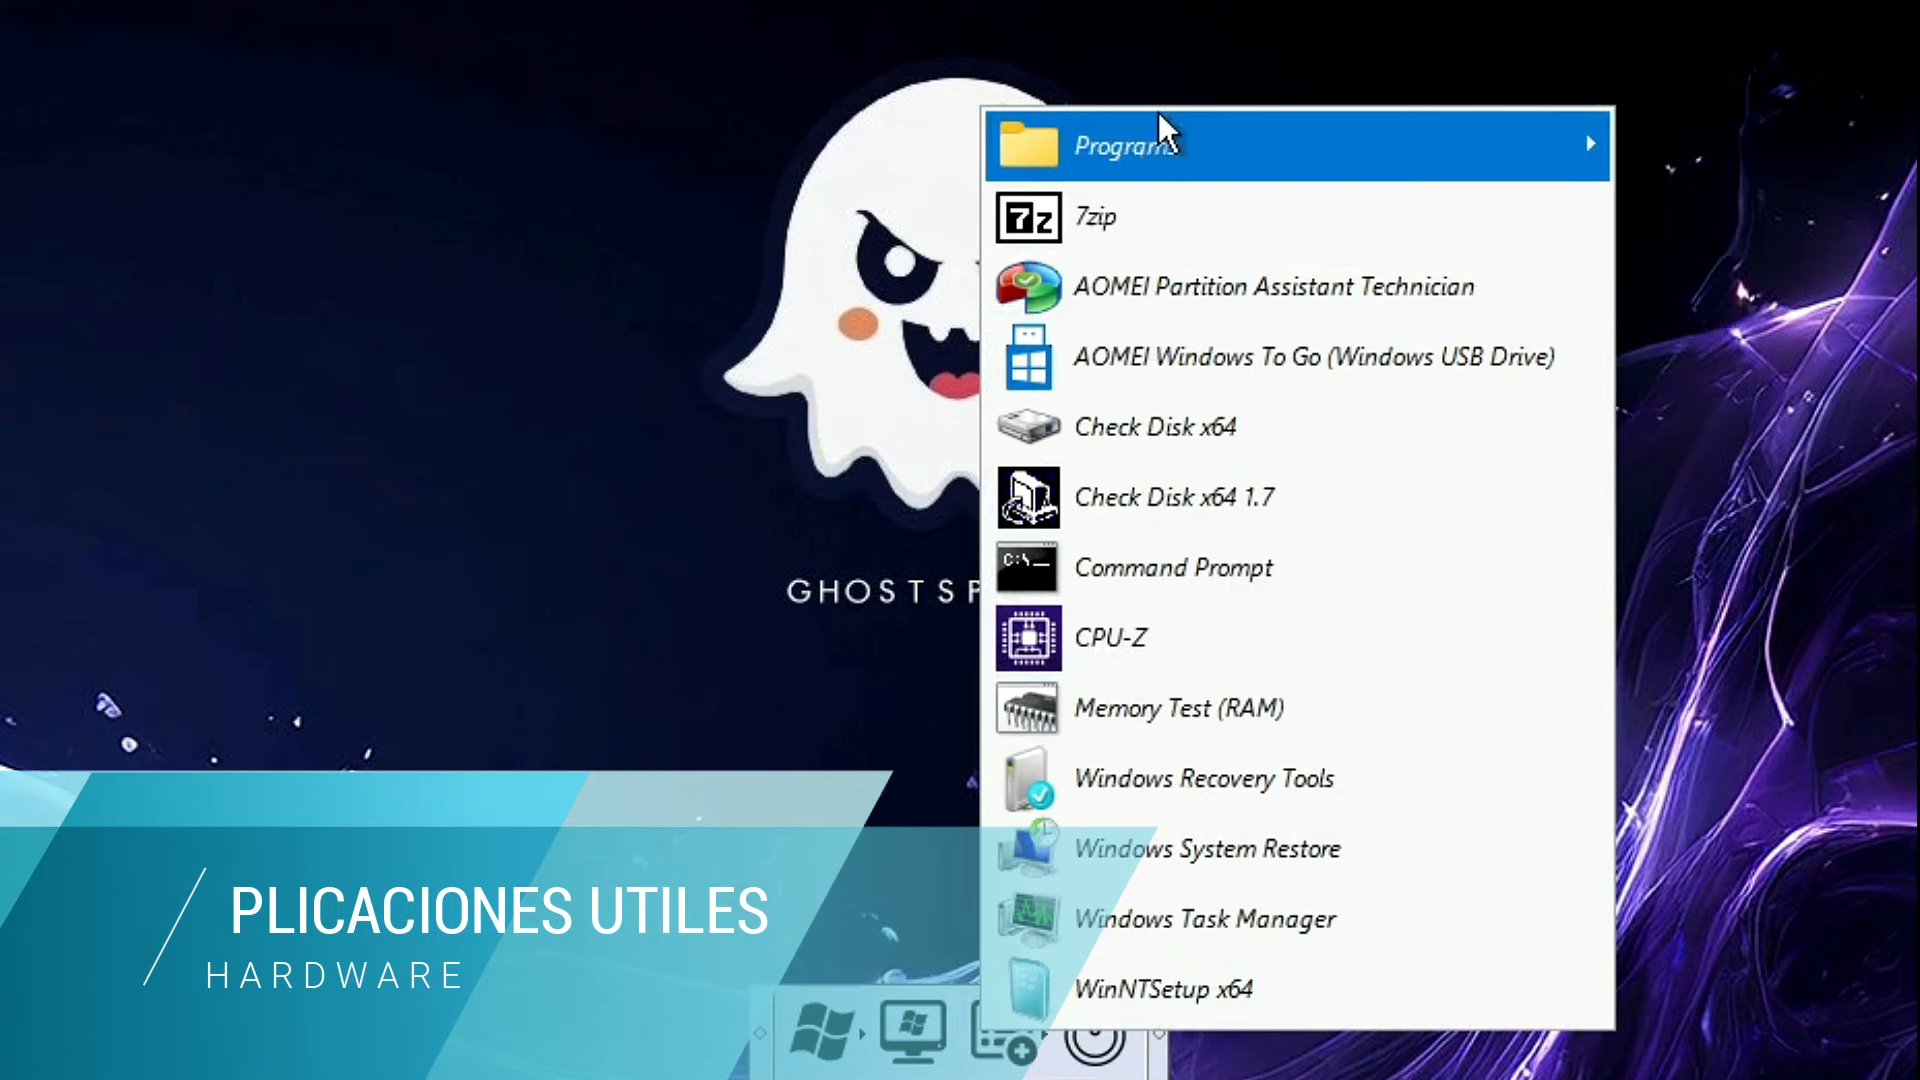 Programs
7z
7zip
AOMEI Partition Assistant Technician
AOMEI Windows To Go (Windows USB Drive)
Check Disk x64
Check Disk x64 1.7
C:\
Command Prompt
GHOSTSP
CPU-Z
Memory Test (RAM)
Windows Recovery Tools
Windows System Restore
Windows Task Manager
WinNTSetup x64
PLICACIONES UTILES
HARDWARE